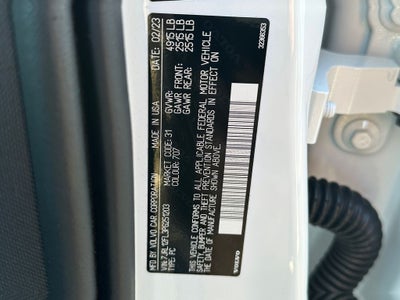 MFD. BY VOLVO CAR CORPORATION
MADE IN USA
02/23
VIN: 7JRL12FL3PG251203
TYPE: PC
MARKET CODE: 31
COLOUR: 707
GVWR: 4915 LB
GAWR FRONT: 2515 LB
GAWR REAR: 2515 LB
THIS VEHICLE CONFORMS TO ALL APPLICABLE FEDERAL MOTOR VEHICLE
SAFETY, BUMPER AND THEFT PREVENTION STANDARDS IN EFFECT ON
THE DATE OF MANUFACTURE SHOWN ABOVE.
VOLVO